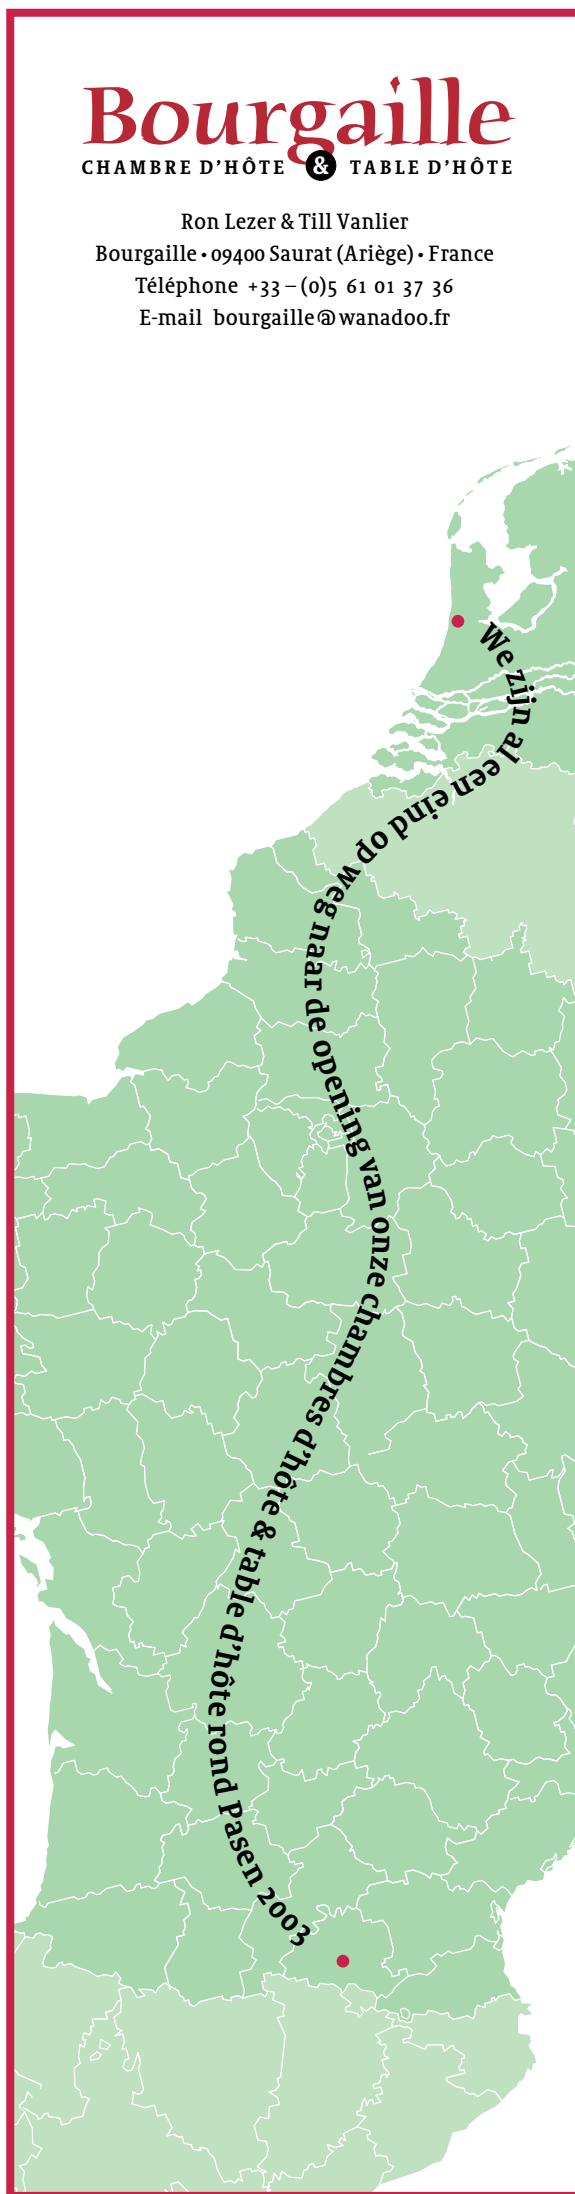 Bourgaille
CHAMBRE D’HÔTE & TABLE D’HÔTE
Ron Lezer & Till Vanlier
Bourgaille • 09400 Saurat (Ariège) • France
Téléphone +33 – (0)5 61 01 37 36
E-mail bourgaille@wanadoo.fr
We zijn al een eind op weg naar de opening van onze chambres d’hôte & table d’hôte rond Pasen 2003